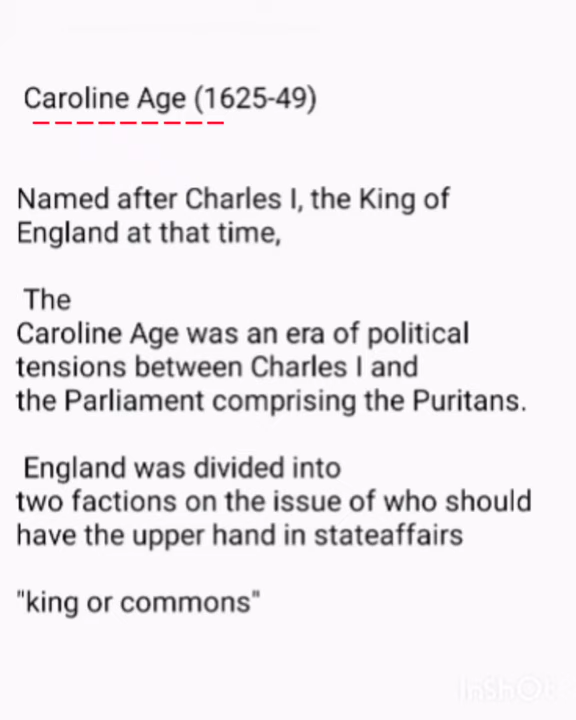 Caroline Age (1625-49)
Named after Charles I, the King of
England at that time,
The
Caroline Age was an era of political
tensions between Charles I and
the Parliament comprising the Puritans.
England was divided into
two factions on the issue of who should
have the upper hand in stateaffairs
"king or commons"
InShOt